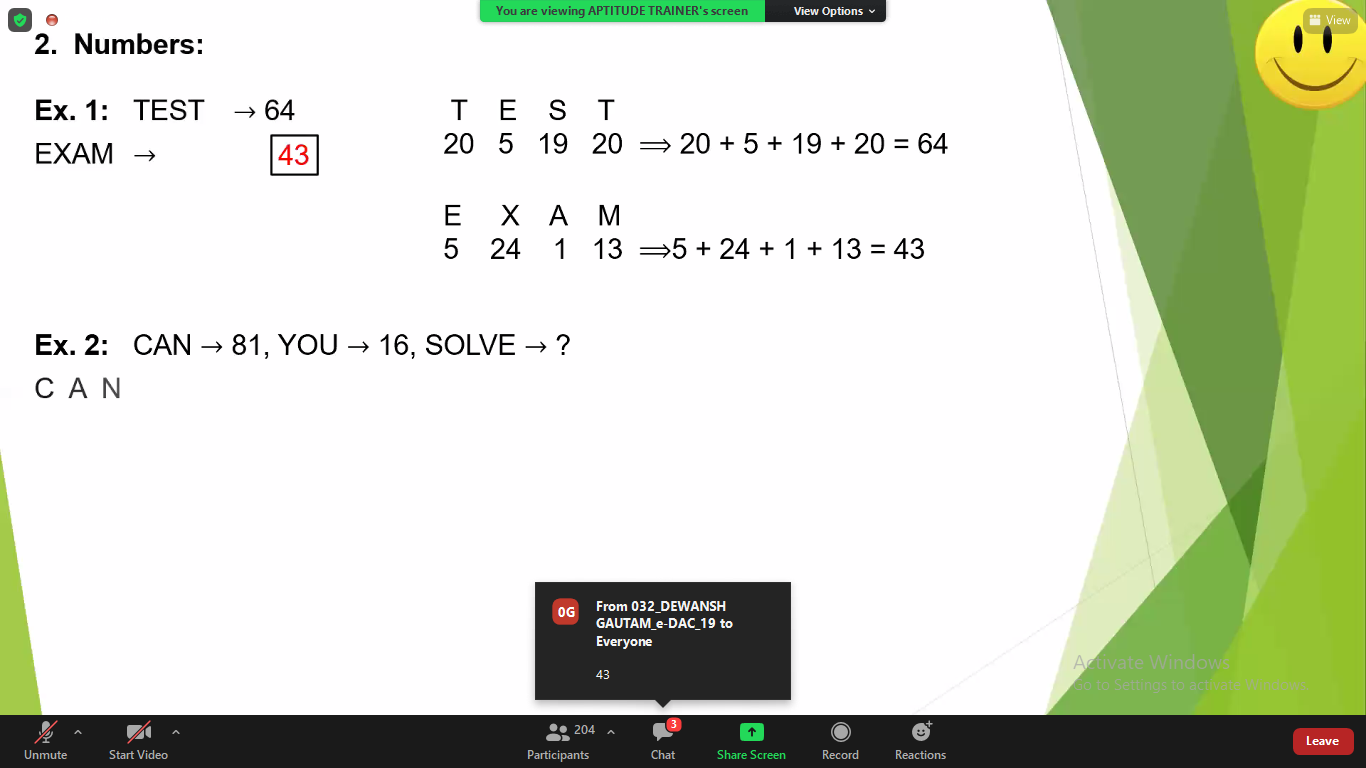 You are viewing APTITUDE TRAINER's screen
View Options
View
2. Numbers:
Ex. 1: TEST → 64
EXAM → 43
T E S T
20 5 19 20 ⟹ 20 + 5 + 19 + 20 = 64
E X A M
5 24 1 13 ⟹5 + 24 + 1 + 13 = 43
Ex. 2: CAN → 81, YOU → 16, SOLVE → ?
C A N
0G
From 032_DEWANSH
GAUTAM_e-DAC_19 to
Everyone
43
Activate Windows
Go to Settings to activate Windows.
Unmute
Start Video
204
Participants
3
Chat
Share Screen
Record
Reactions
Leave